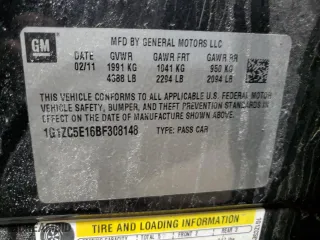 GM
MFD BY GENERAL MOTORS LLC
DATE GVWR GAWR FRT GAWR RR
02/11 1991 KG 1041 KG 950 KG
4388 LB 2294 LB 2094 LB
THIS VEHICLE CONFORMS TO ALL APPLICABLE U.S. FEDERAL MOTOR
VEHICLE SAFETY, BUMPER, AND THEFT PREVENTION STANDARDS
IN EFFECT ON THE DATE OF MANUFACTURE SHOWN ABOVE.
1G1ZC5E16BF308148 TYPE: PASS CAR
TIRE AND LOADING INFORMATION